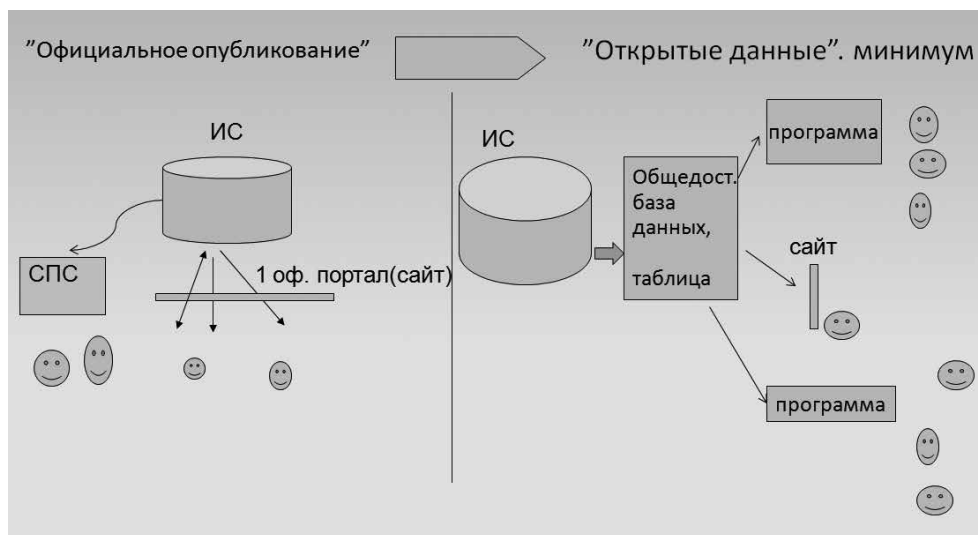 ”Официальное опубликование”
”Открытые данные”. минимум
ИС
СПС
1 оф. портал(сайт)
ИС
Общедост.
база
данных,
таблица
программа
сайт
программа